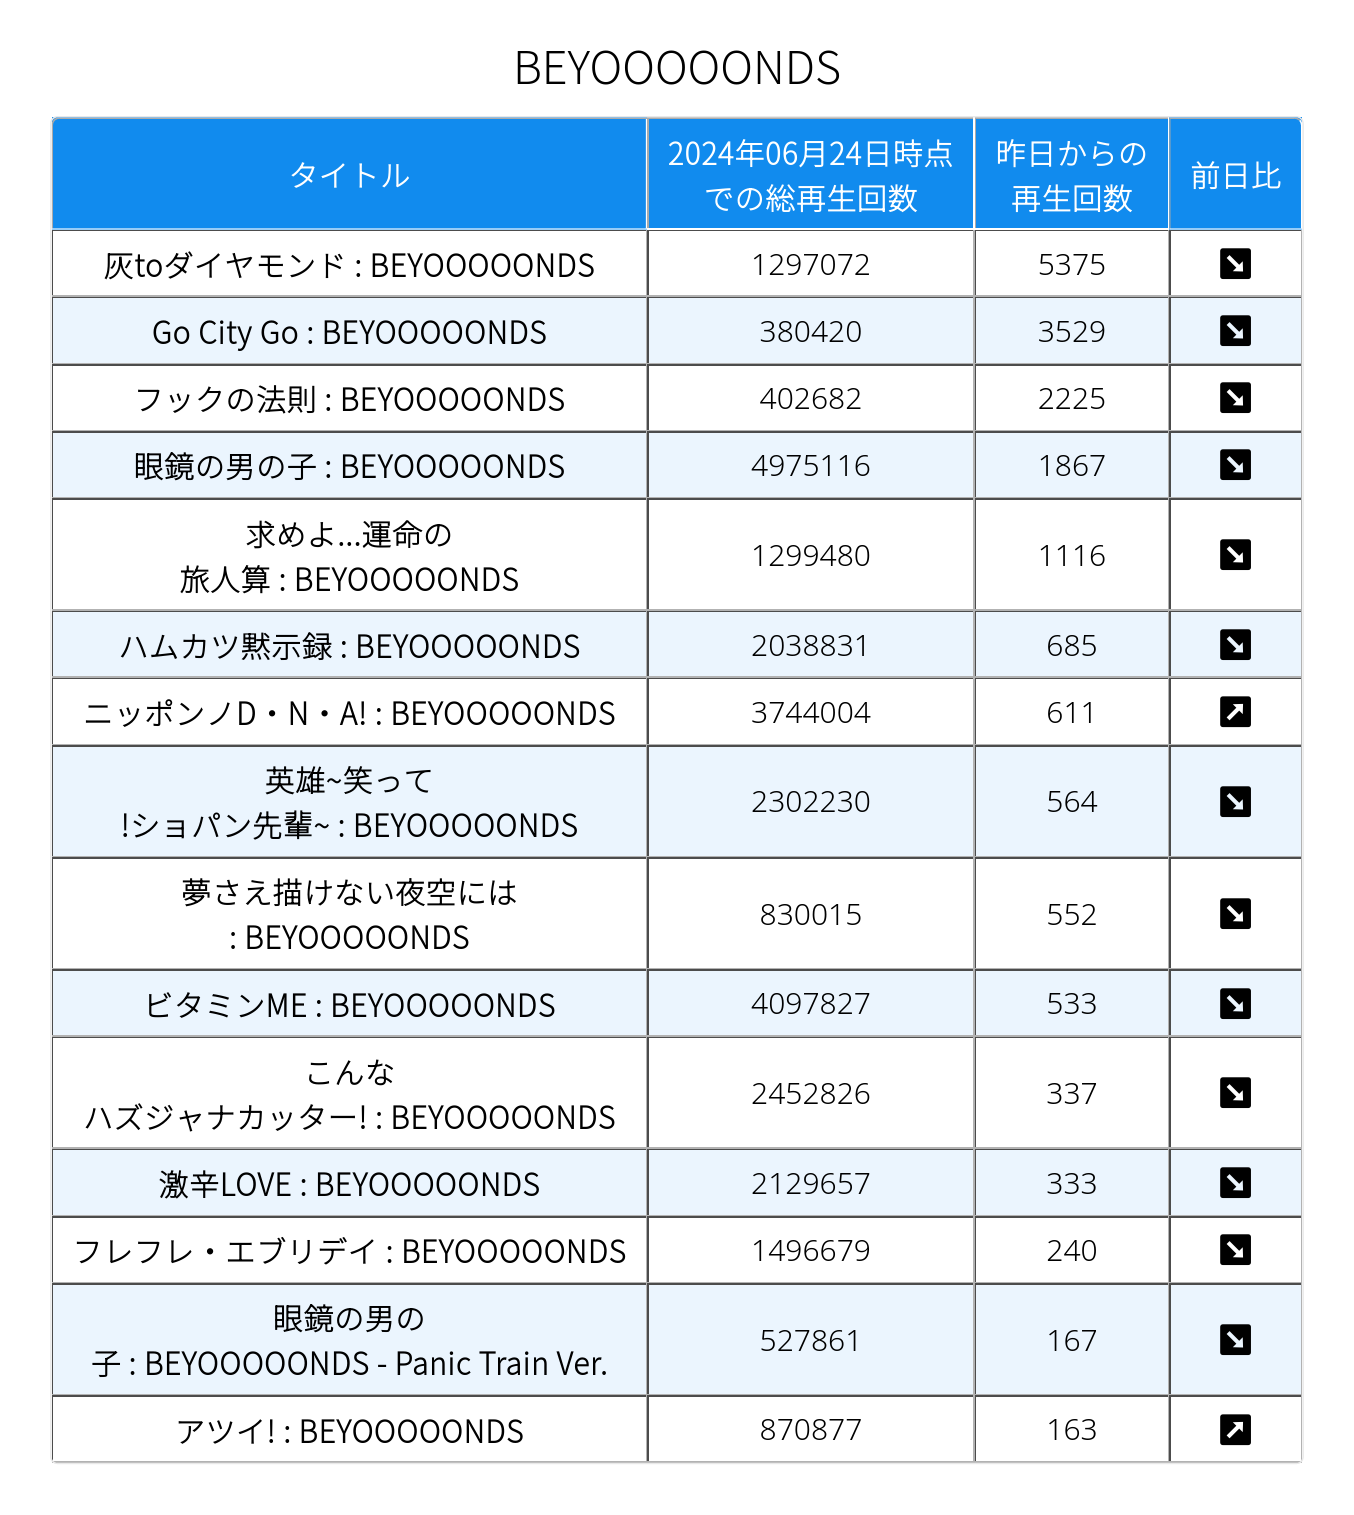 BEYOOOOONDS
タイトル
2024年06月24日時点
での総再生回数
昨日からの
再生回数
前日比
灰toダイヤモンド : BEYOOOOONDS
1297072
5375
Go City Go : BEYOOOOONDS
380420
3529
フックの法則 : BEYOOOOONDS
402682
2225
眼鏡の男の子 : BEYOOOOONDS
4975116
1867
求めよ...運命の
旅人算 : BEYOOOOONDS
1299480
1116
ハムカツ黙示録 : BEYOOOOONDS
2038831
685
ニッポンノD・N・A! : BEYOOOOONDS
3744004
611
英雄~笑って
!ショパン先輩~ : BEYOOOOONDS
2302230
564
夢さえ描けない夜空には
: BEYOOOOONDS
830015
552
ビタミンME : BEYOOOOONDS
4097827
533
こんな
ハズジャナカッター! : BEYOOOOONDS
2452826
337
激辛LOVE : BEYOOOOONDS
2129657
333
フレフレ・エブリデイ : BEYOOOOONDS
1496679
240
眼鏡の男の
子 : BEYOOOOONDS - Panic Train Ver.
527861
167
アツイ! : BEYOOOOONDS
870877
163